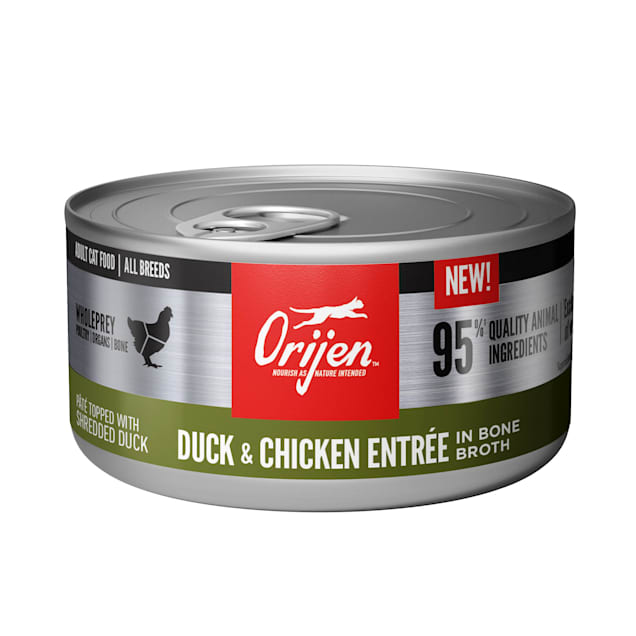 ADULT CAT FOOD | ALL BREEDS
WHOLEPREY
POULTRY | ORGANS | BONE
PÂTÉ TOPPED WITH
SHREDDED DUCK
Orijen™
NOURISH AS NATURE INTENDED
NEW!
95%
QUALITY ANIMAL
INGREDIENTS
DUCK & CHICKEN ENTRÉE
IN BONE
BROTH